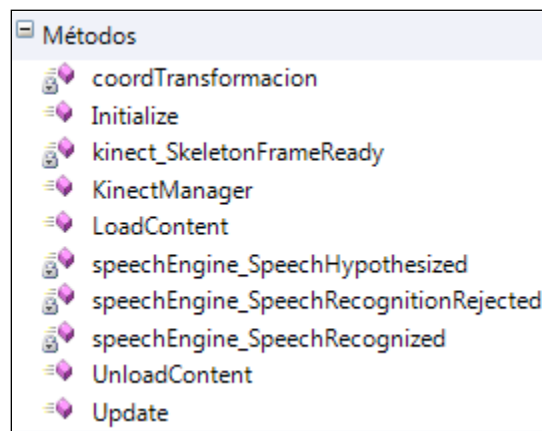 Métodos
coordTransformacion
Initialize
kinect_SkeletonFrameReady
KinectManager
LoadContent
speechEngine_SpeechHypothesized
speechEngine_SpeechRecognitionRejected
speechEngine_SpeechRecognized
UnloadContent
Update